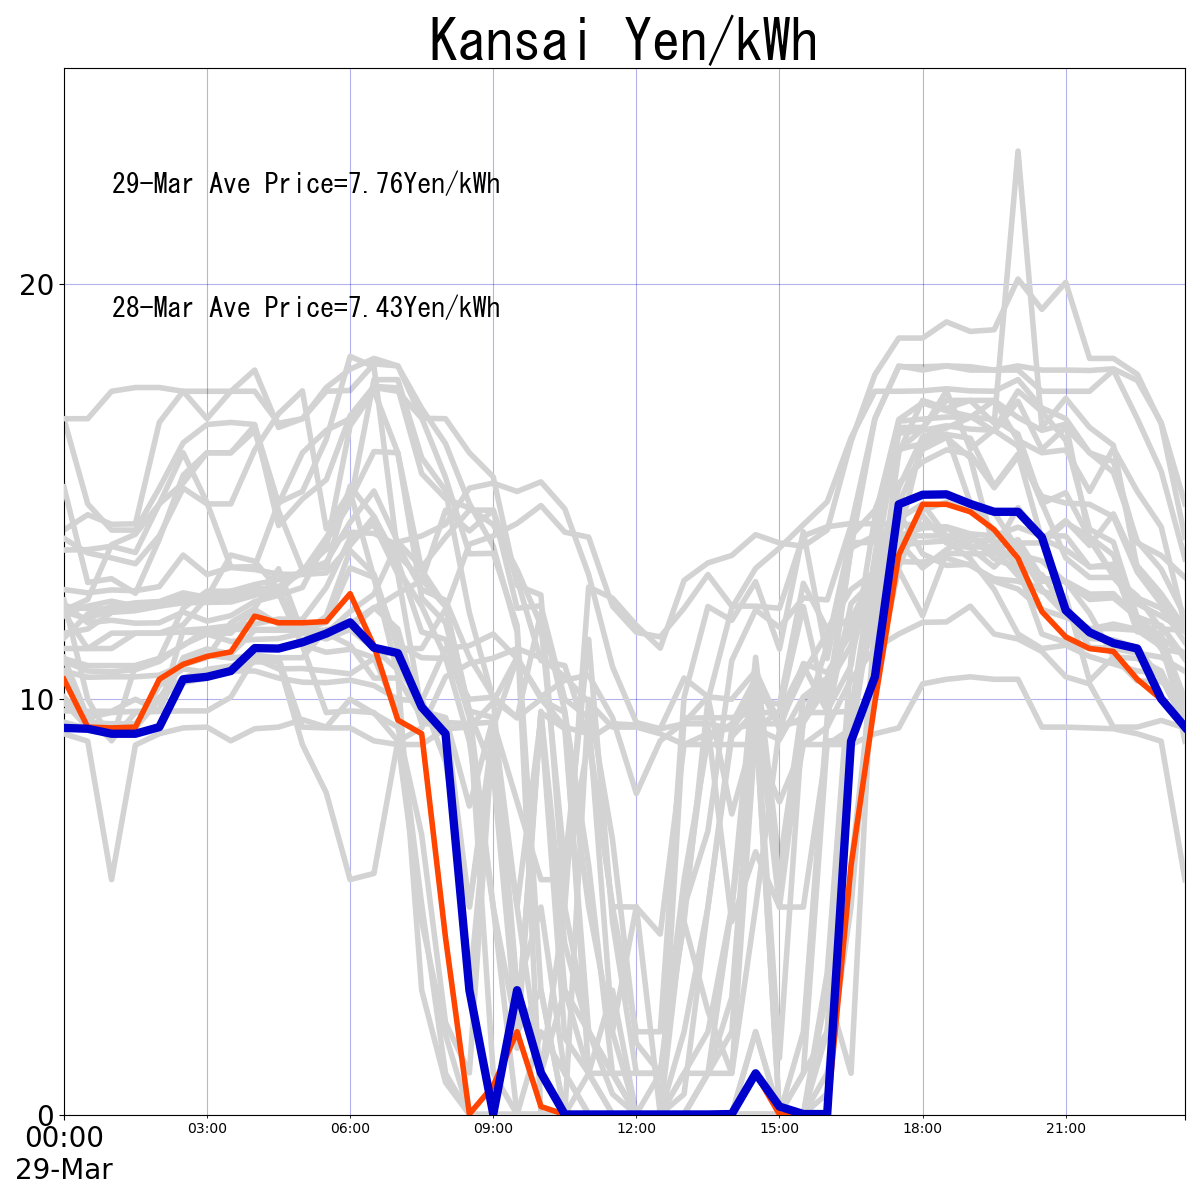 Kansai Yen/kWh
29-Mar Ave Price=7.76Yen/kWh
28-Mar Ave Price=7.43Yen/kWh
20
10
0
00:00 03:00 06:00 09:00 12:00 15:00 18:00 21:00
29-Mar